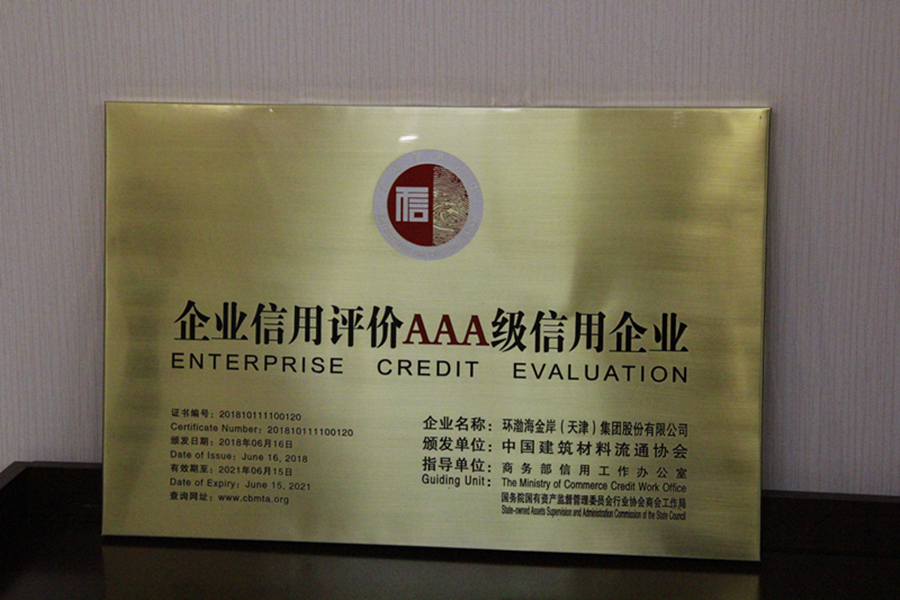 信
企业信用评价AAA级信用企业
ENTERPRISE CREDIT EVALUATION
证书编号：201810111100120
Certificate Number: 201810111100120
颁发日期：2018年06月16日
Date of Issue: June 16, 2018
有效期至：2021年06月15日
Date of Expiry: June 15, 2021
查询网址：www.cbmta.org
企业名称：环渤海金岸（天津）集团股份有限公司
颁发单位：中国建筑材料流通协会
指导单位：商务部信用工作办公室
Guiding Unit: The Ministry of Commerce Credit Work Office
国务院国有资产监督管理委员会行业协会商会工作局
State-owned Assets Supervision and Administration Commission of the State Council